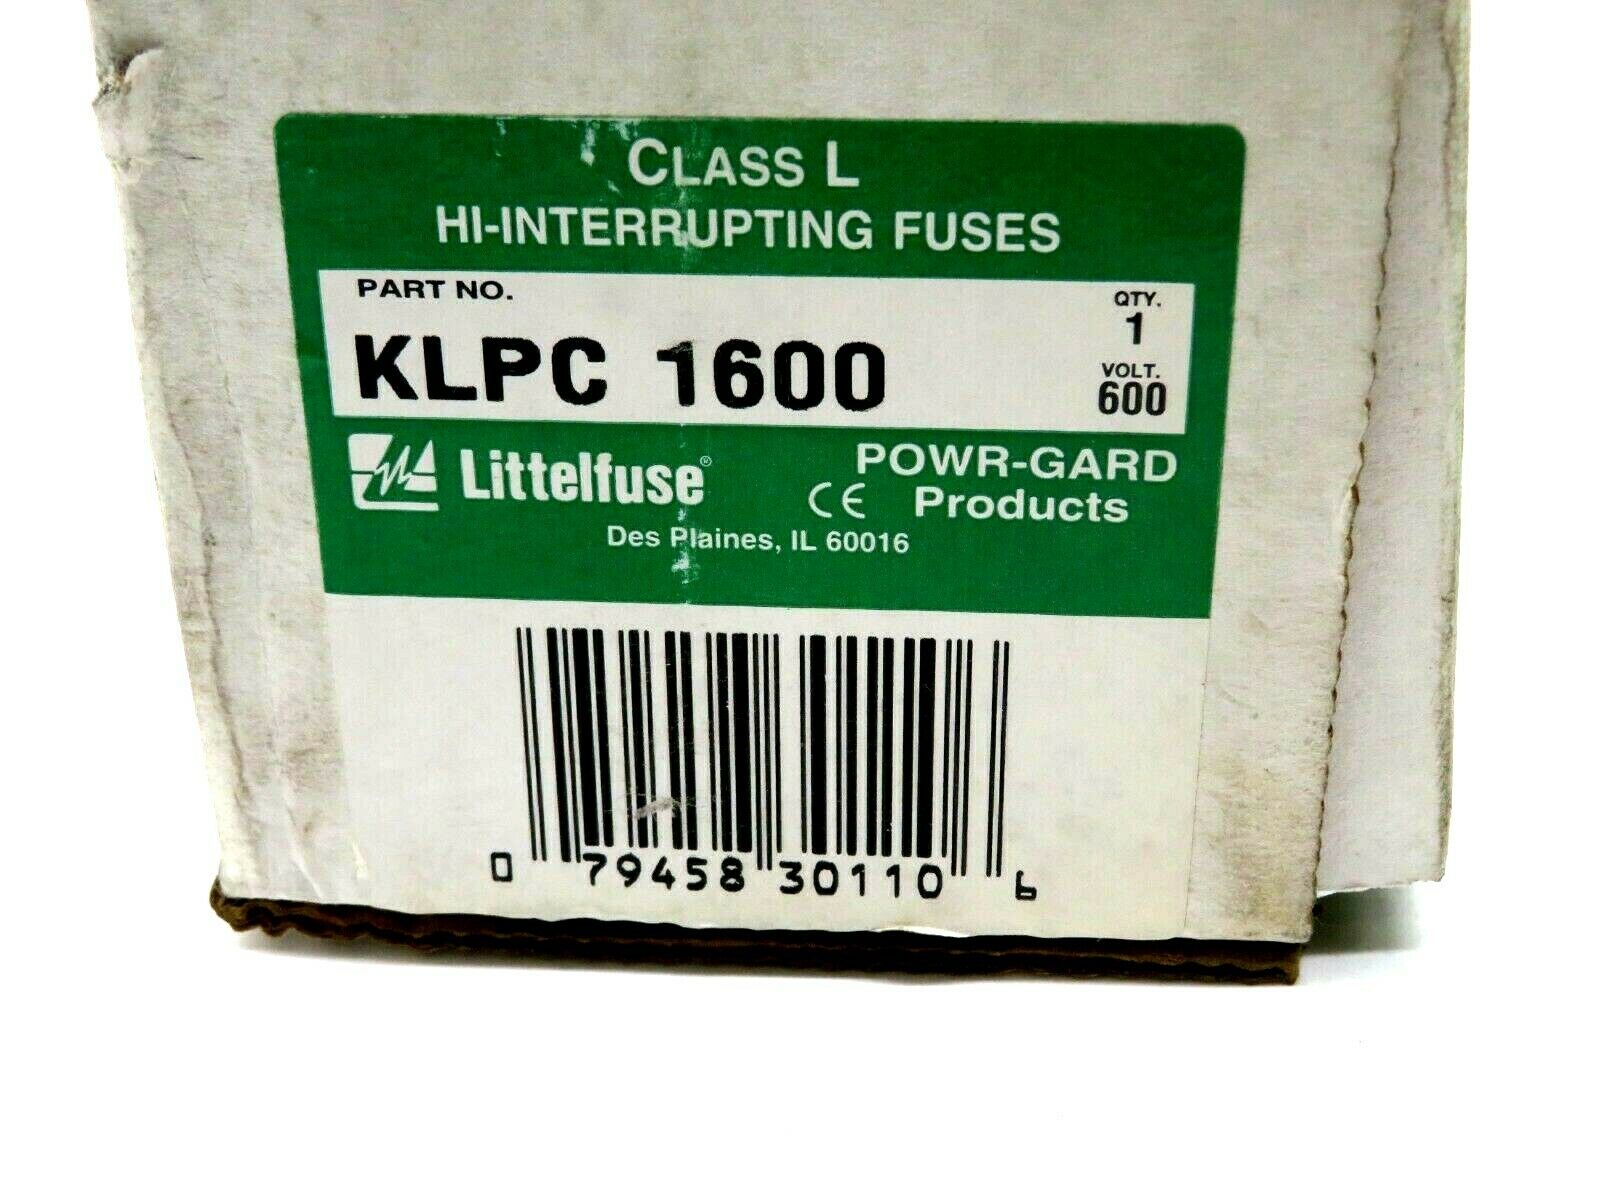 CLASS L
HI-INTERRUPTING FUSES
PART NO.
KLPC 1600
QTY.
1
VOLT.
600
Littelfuse®
CE
POWR-GARD
Products
Des Plaines, IL 60016
0 79458 30110 6